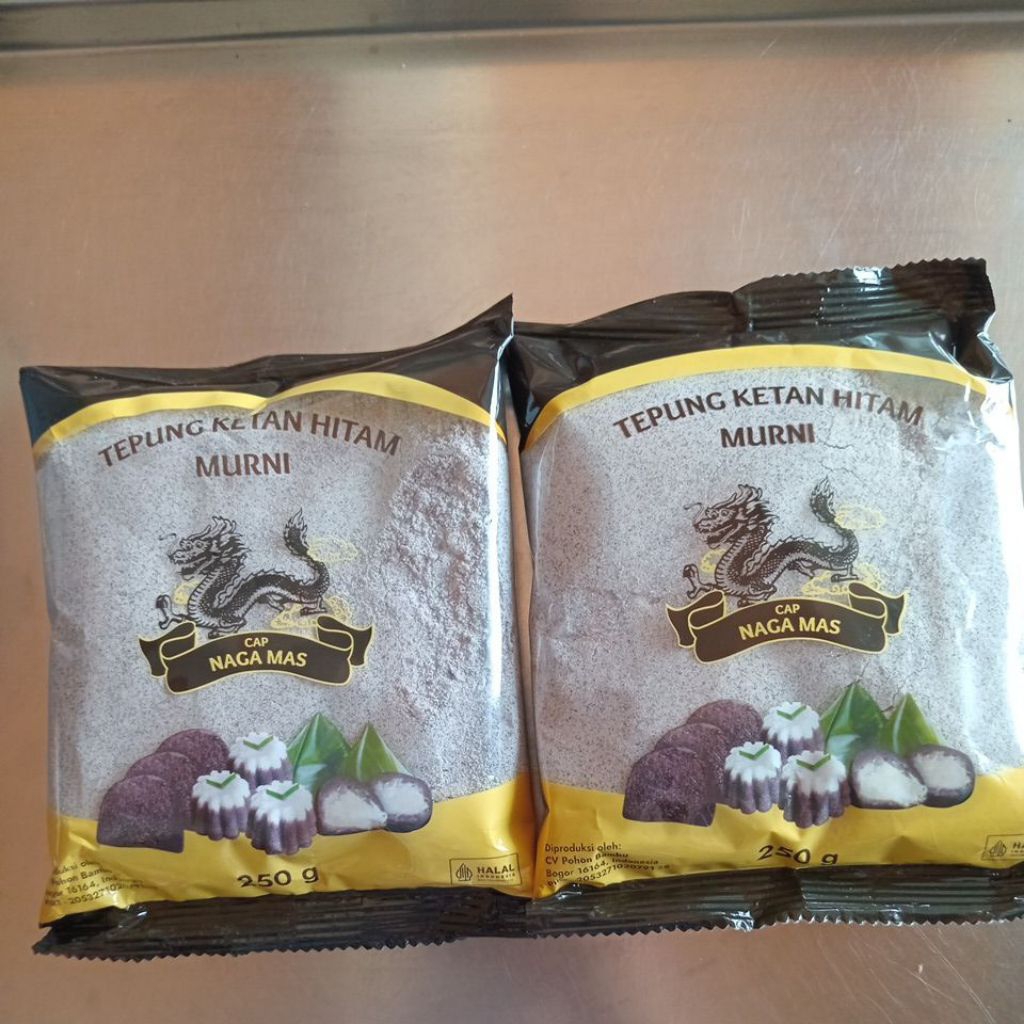 TEPUNG KETAN HITAM
MURNI
CAP
NAGA MAS
250 g
HALAL
INDONESIA
TEPUNG KETAN HITAM
MURNI
CAP
NAGA MAS
Diproduksi oleh:
CV Pohon Bambu
Bogor 16164, Indonesia
250 g